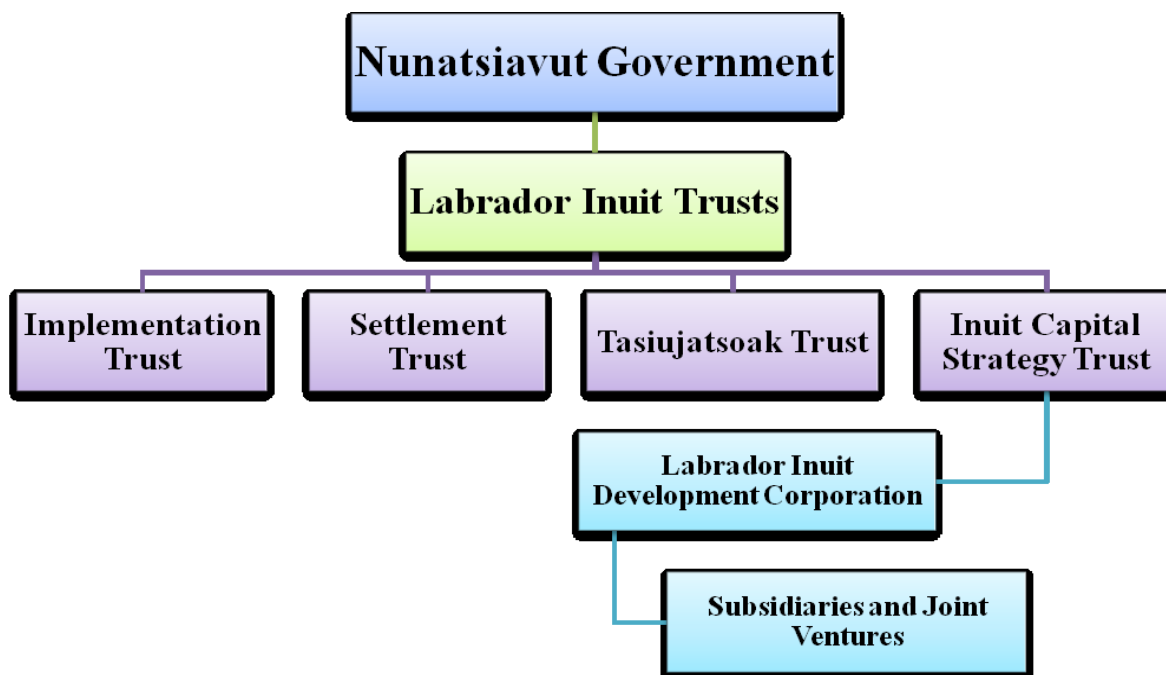 Nunatsiavut Government
Labrador Inuit Trusts
Implementation
Trust
Settlement
Trust
Tasiujatsoak Trust
Inuit Capital
Strategy Trust
Labrador Inuit
Development Corporation
Subsidiaries and Joint
Ventures